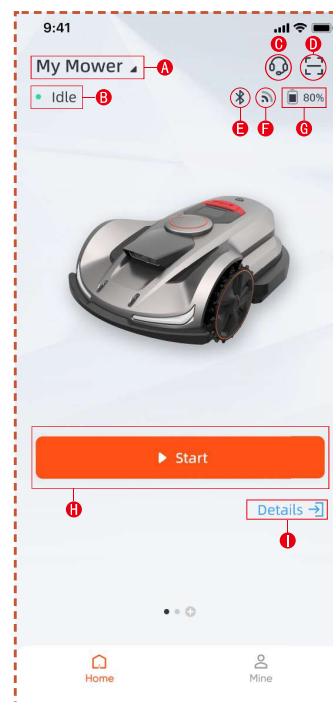 9:41
C D
My Mower A
Idle B
80%
E F G
Start
H
Details
I
Home Mine